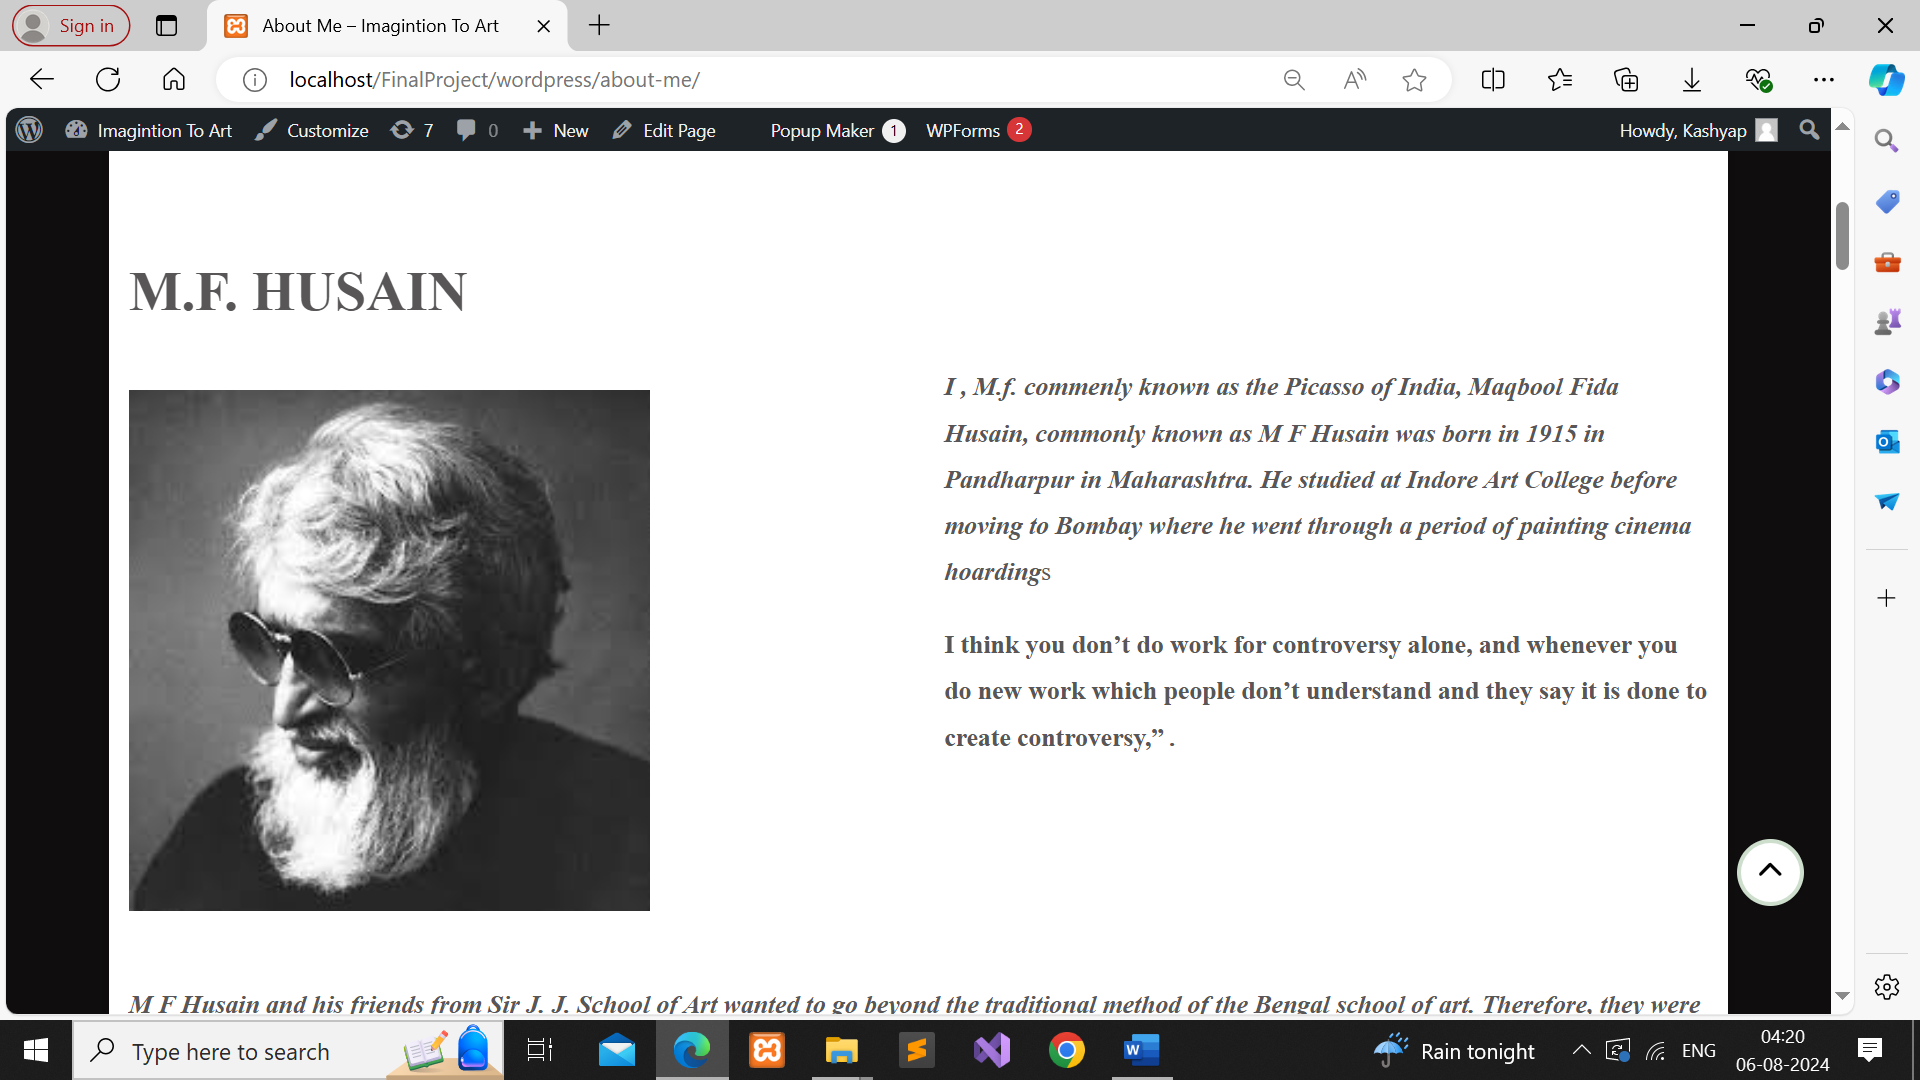 Sign in
About Me – Imagintion To Art
localhost/FinalProject/wordpress/about-me/
Imagintion To Art Customize 7 0 New Edit Page Popup Maker 1 WPForms 2 Howdy, Kashyap
M.F. HUSAIN
I , M.f. commenly known as the Picasso of India, Maqbool Fida
Husain, commonly known as M F Husain was born in 1915 in
Pandharpur in Maharashtra. He studied at Indore Art College before
moving to Bombay where he went through a period of painting cinema
hoardings
I think you don’t do work for controversy alone, and whenever you
do new work which people don’t understand and they say it is done to
create controversy,” .
M F Husain and his friends from Sir J. J. School of Art wanted to go beyond the traditional method of the Bengal school of art. Therefore, they were
Type here to search
Rain tonight
ENG
04:20
06-08-2024